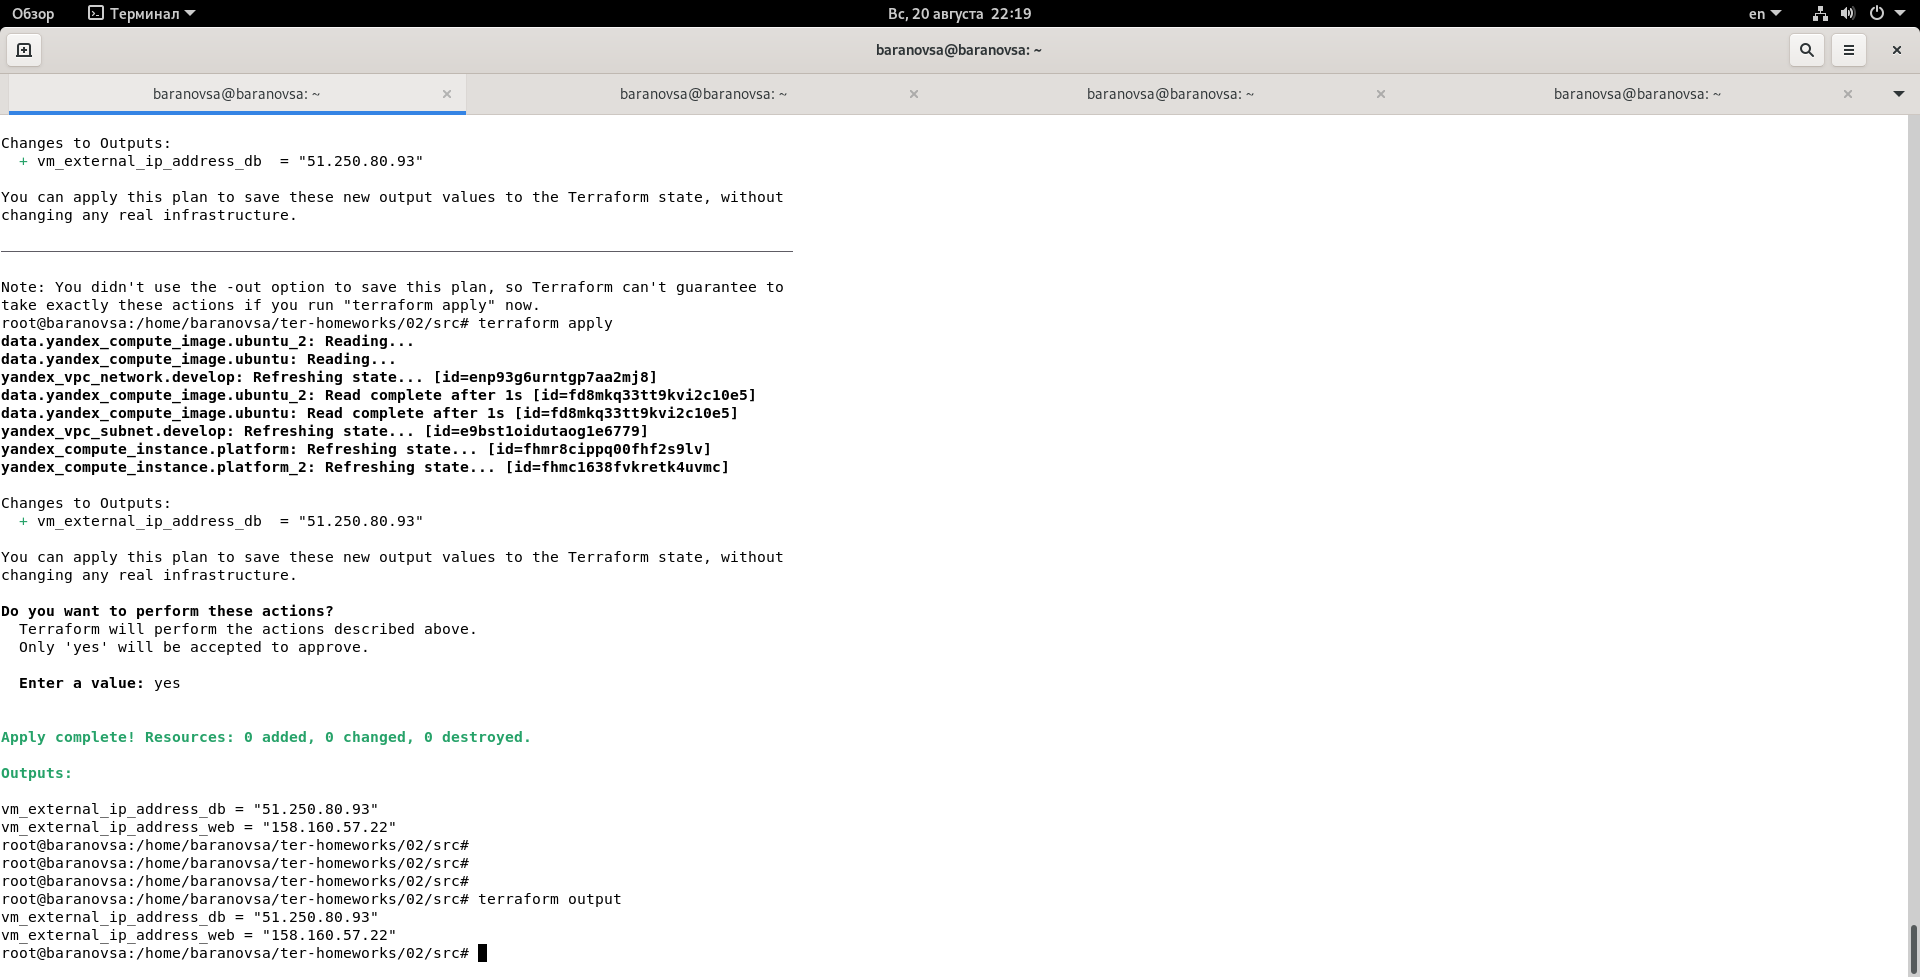 Обзор Терминал Вс, 20 августа 22:19 en
baranovsa@baranovsa: ~
baranovsa@baranovsa: ~ baranovsa@baranovsa: ~ baranovsa@baranovsa: ~ baranovsa@baranovsa: ~
Changes to Outputs:
  + vm_external_ip_address_db  = "51.250.80.93"
You can apply this plan to save these new output values to the Terraform state, without
changing any real infrastructure.
Note: You didn't use the -out option to save this plan, so Terraform can't guarantee to
take exactly these actions if you run "terraform apply" now.
root@baranovsa:/home/baranovsa/ter-homeworks/02/src# terraform apply
data.yandex_compute_image.ubuntu_2: Reading...
data.yandex_compute_image.ubuntu: Reading...
yandex_vpc_network.develop: Refreshing state... [id=enp93g6urntgp7aa2mj8]
data.yandex_compute_image.ubuntu_2: Read complete after 1s [id=fd8mkq33tt9kvi2c10e5]
data.yandex_compute_image.ubuntu: Read complete after 1s [id=fd8mkq33tt9kvi2c10e5]
yandex_vpc_subnet.develop: Refreshing state... [id=e9bst1oidutaog1e6779]
yandex_compute_instance.platform: Refreshing state... [id=fhmr8cippq00fhf2s9lv]
yandex_compute_instance.platform_2: Refreshing state... [id=fhmc1638fvkretk4uvmc]
Changes to Outputs:
  + vm_external_ip_address_db  = "51.250.80.93"
You can apply this plan to save these new output values to the Terraform state, without
changing any real infrastructure.
Do you want to perform these actions?
  Terraform will perform the actions described above.
  Only 'yes' will be accepted to approve.
  Enter a value: yes
Apply complete! Resources: 0 added, 0 changed, 0 destroyed.
Outputs:
vm_external_ip_address_db = "51.250.80.93"
vm_external_ip_address_web = "158.160.57.22"
root@baranovsa:/home/baranovsa/ter-homeworks/02/src#
root@baranovsa:/home/baranovsa/ter-homeworks/02/src#
root@baranovsa:/home/baranovsa/ter-homeworks/02/src#
root@baranovsa:/home/baranovsa/ter-homeworks/02/src# terraform output
vm_external_ip_address_db = "51.250.80.93"
vm_external_ip_address_web = "158.160.57.22"
root@baranovsa:/home/baranovsa/ter-homeworks/02/src#